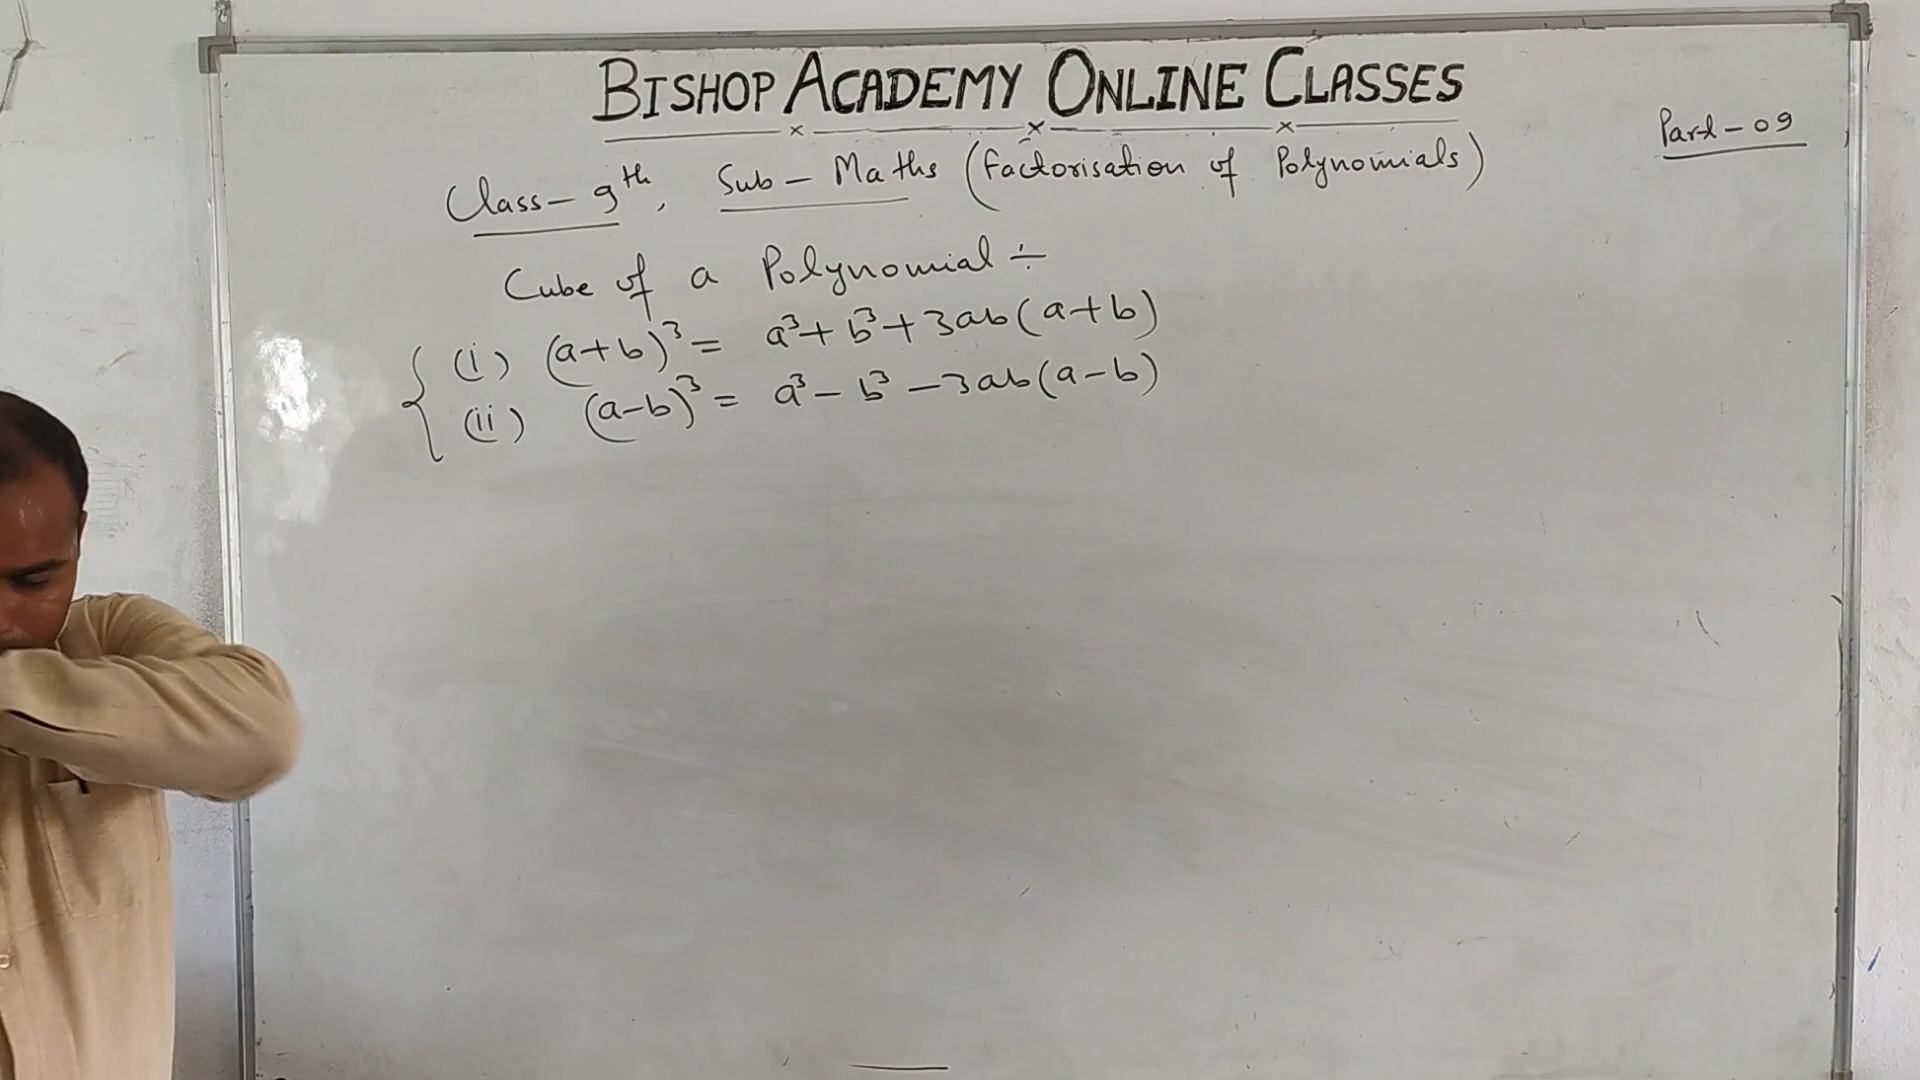 BISHOP ACADEMY ONLINE CLASSES
Part-09
Class-9th, Sub-Maths (factorisation of Polynomials)
Cube of a Polynomial ÷
(i) (a+b)³ = a³+b³+3ab(a+b)
(ii) (a-b)³ = a³-b³-3ab(a-b)